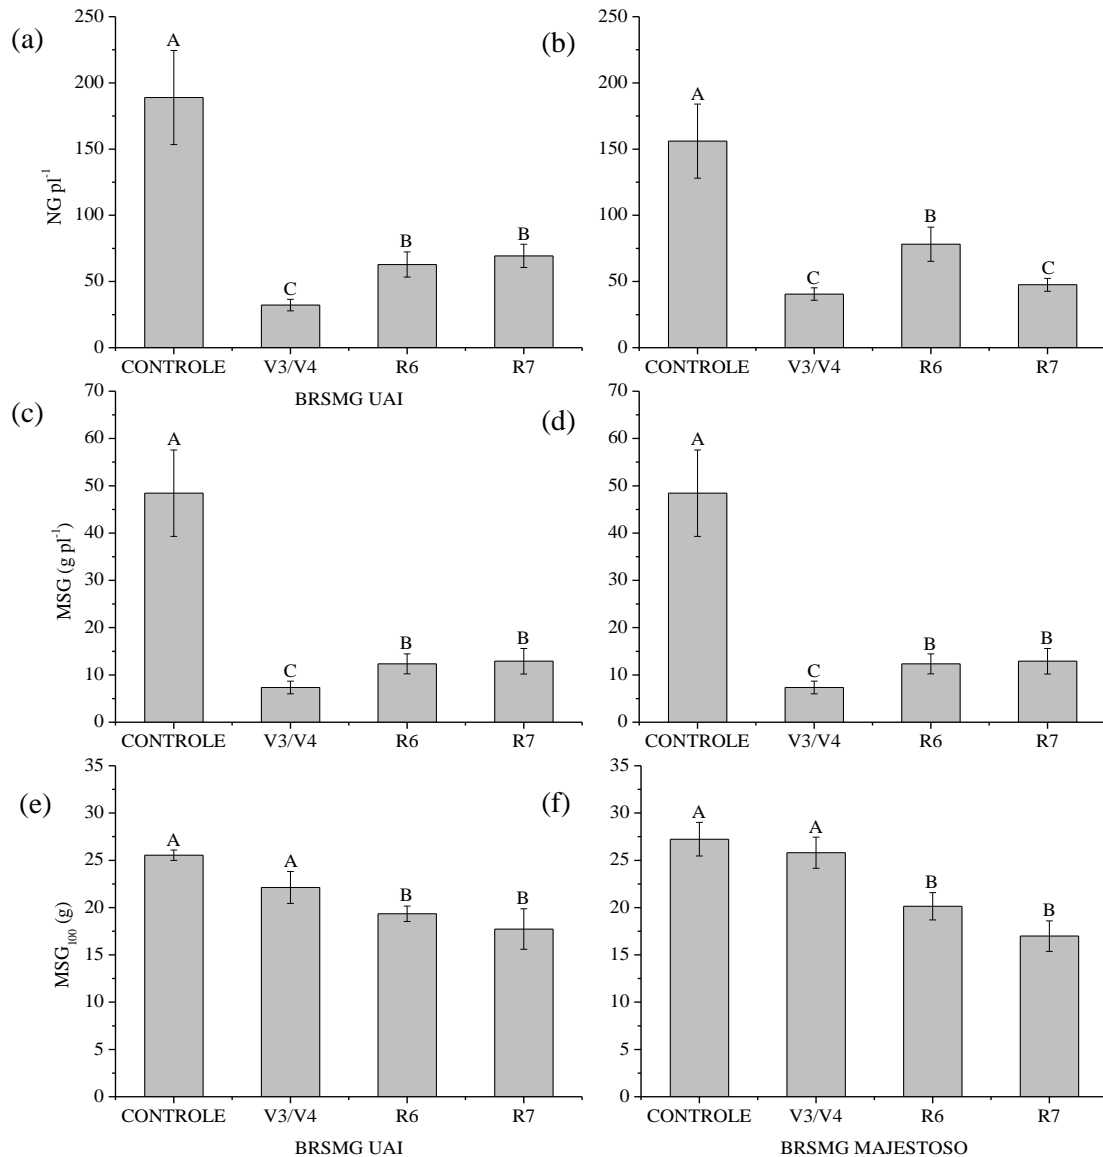 (a)
NG pl-1
250
200
150
100
50
0
A
C
B
B
CONTROLE V3/V4 R6 R7
BRSMG UAI
(b)
250
200
150
100
50
0
A
C
B
C
CONTROLE V3/V4 R6 R7
(c)
MSG (g pl-1)
70
60
50
40
30
20
10
0
A
C
B
B
CONTROLE V3/V4 R6 R7
(d)
70
60
50
40
30
20
10
0
A
C
B
B
CONTROLE V3/V4 R6 R7
(e)
MSG100 (g)
35
30
25
20
15
10
5
0
A
A
B
B
CONTROLE V3/V4 R6 R7
BRSMG UAI
(f)
35
30
25
20
15
10
5
0
A
A
B
B
CONTROLE V3/V4 R6 R7
BRSMG MAJESTOSO